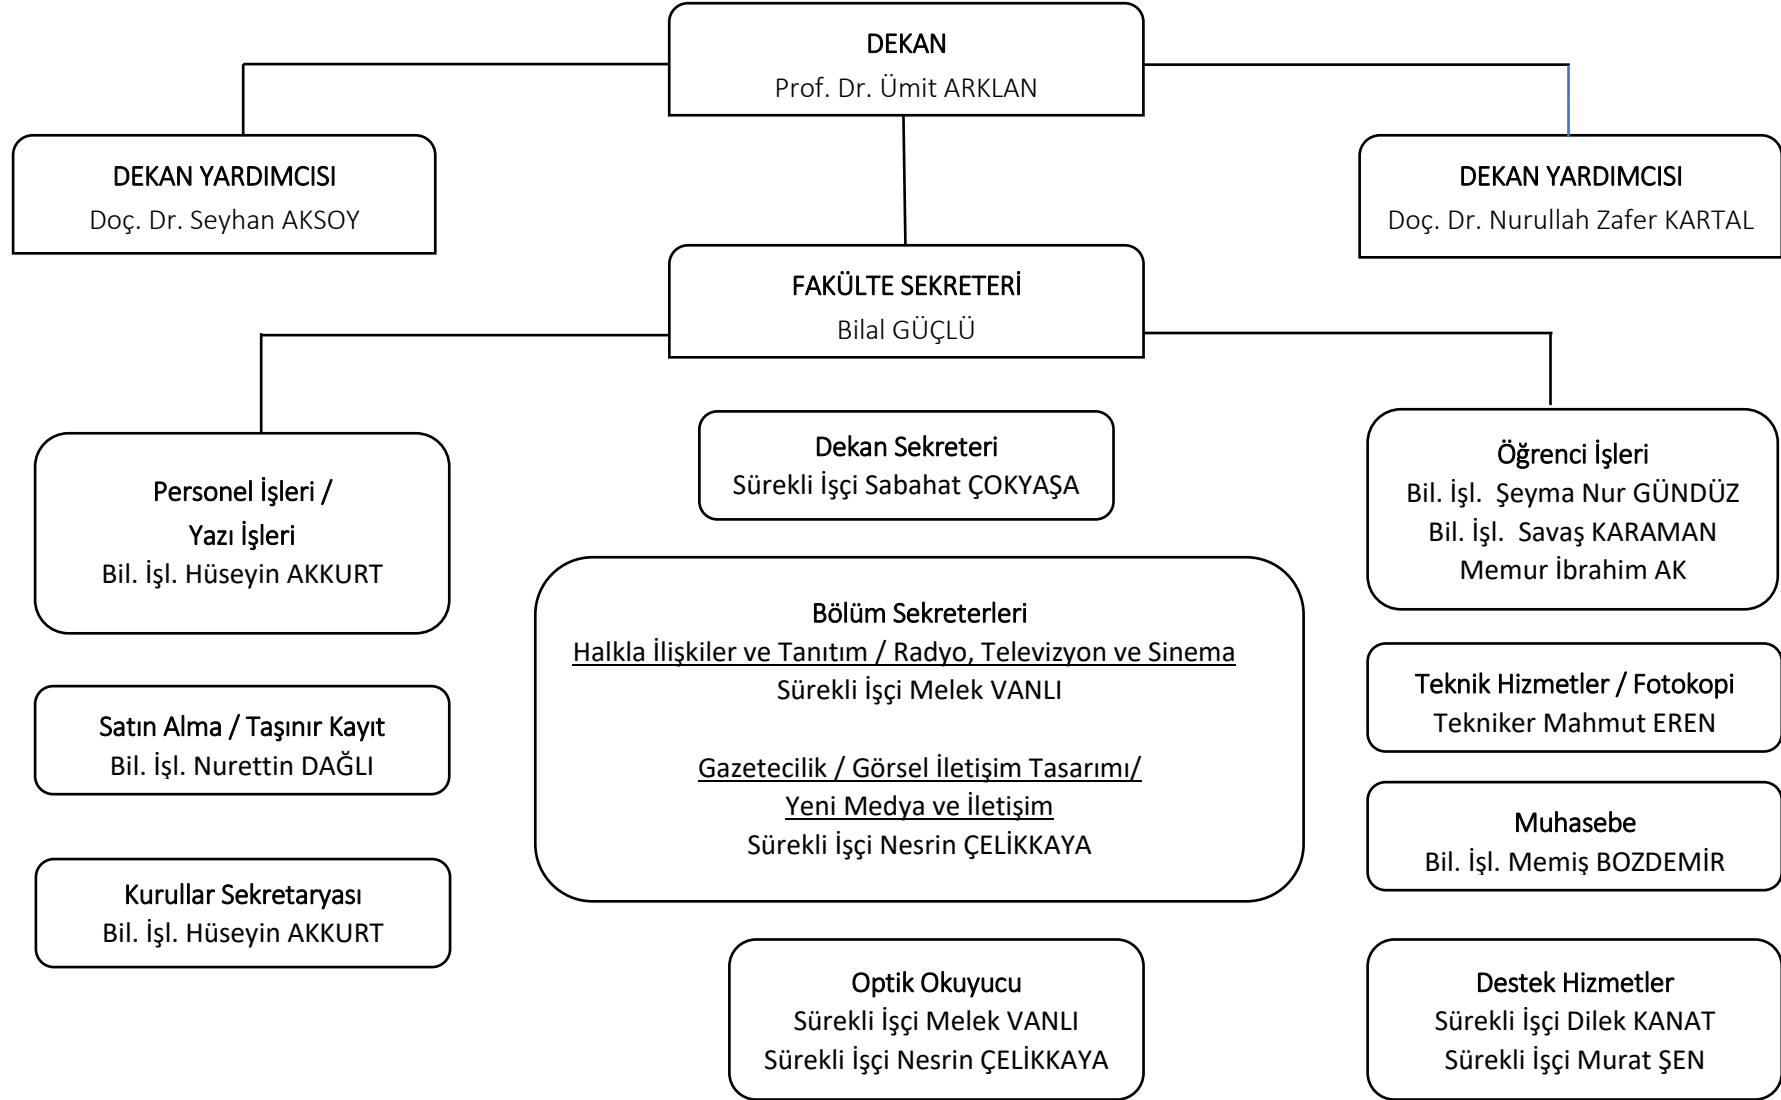 DEKAN
Prof. Dr. Ümit ARKLAN
DEKAN YARDIMCISI
Doç. Dr. Seyhan AKSOY
DEKAN YARDIMCISI
Doç. Dr. Nurullah Zafer KARTAL
FAKÜLTE SEKRETERİ
Bilal GÜÇLÜ
Personel İşleri /
Yazı İşleri
Bil. İşl. Hüseyin AKKURT
Satın Alma / Taşınır Kayıt
Bil. İşl. Nurettin DAĞLI
Kurullar Sekretaryası
Bil. İşl. Hüseyin AKKURT
Dekan Sekreteri
Sürekli İşçi Sabahat ÇOKYAŞA
Bölüm Sekreterleri
Halkla İlişkiler ve Tanıtım / Radyo, Televizyon ve Sinema
Sürekli İşçi Melek VANLI
Gazetecilik / Görsel İletişim Tasarımı/
Yeni Medya ve İletişim
Sürekli İşçi Nesrin ÇELİKKAYA
Optik Okuyucu
Sürekli İşçi Melek VANLI
Sürekli İşçi Nesrin ÇELİKKAYA
Öğrenci İşleri
Bil. İşl. Şeyma Nur GÜNDÜZ
Bil. İşl. Savaş KARAMAN
Memur İbrahim AK
Teknik Hizmetler / Fotokopi
Tekniker Mahmut EREN
Muhasebe
Bil. İşl. Memiş BOZDEMİR
Destek Hizmetler
Sürekli İşçi Dilek KANAT
Sürekli İşçi Murat ŞEN